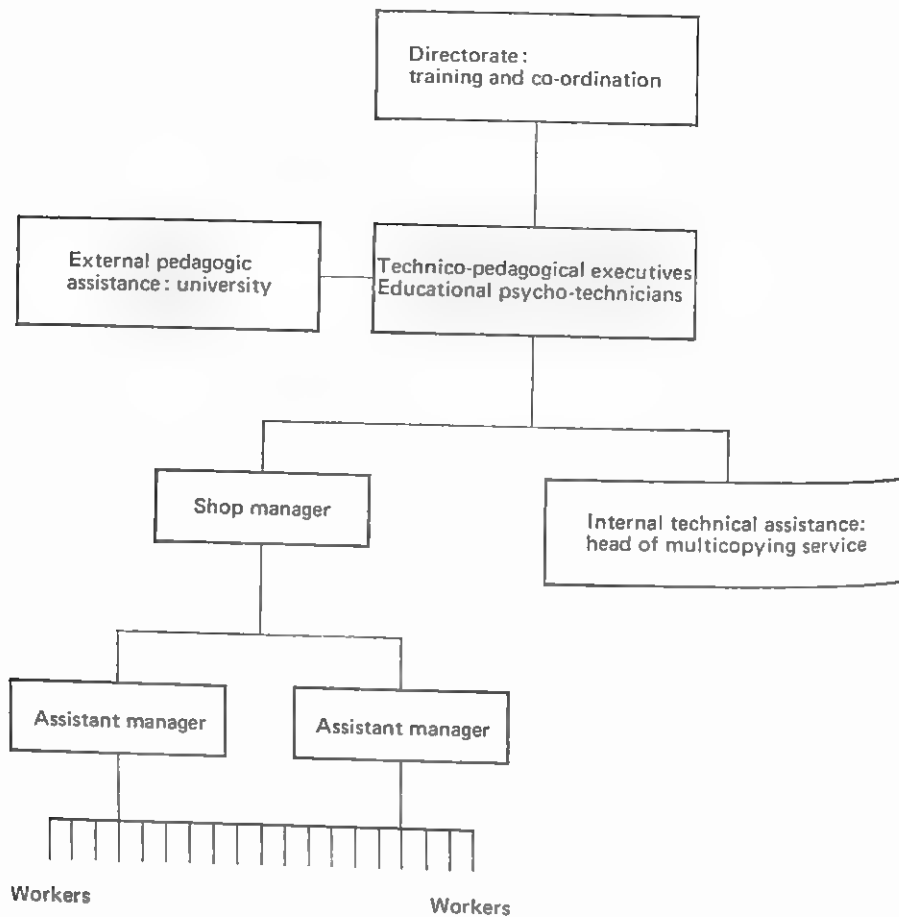 Directorate:
training and co-ordination
External pedagogic
assistance: university
Technico-pedagogical executives
Educational psycho-technicians
Shop manager
Internal technical assistance:
head of multicopying service
Assistant manager
Assistant manager
Workers
Workers